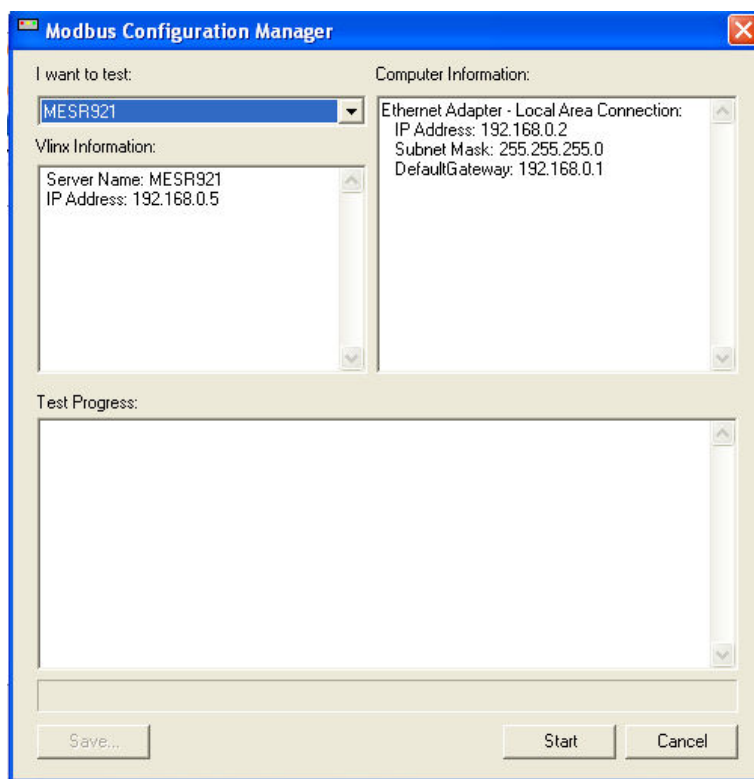 Modbus Configuration Manager
I want to test:
MESR921
Vlinx Information:
Server Name: MESR921
IP Address: 192.168.0.5
Computer Information:
Ethernet Adapter - Local Area Connection:
IP Address: 192.168.0.2
Subnet Mask: 255.255.255.0
DefaultGateway: 192.168.0.1
Test Progress:
Save...
Start
Cancel